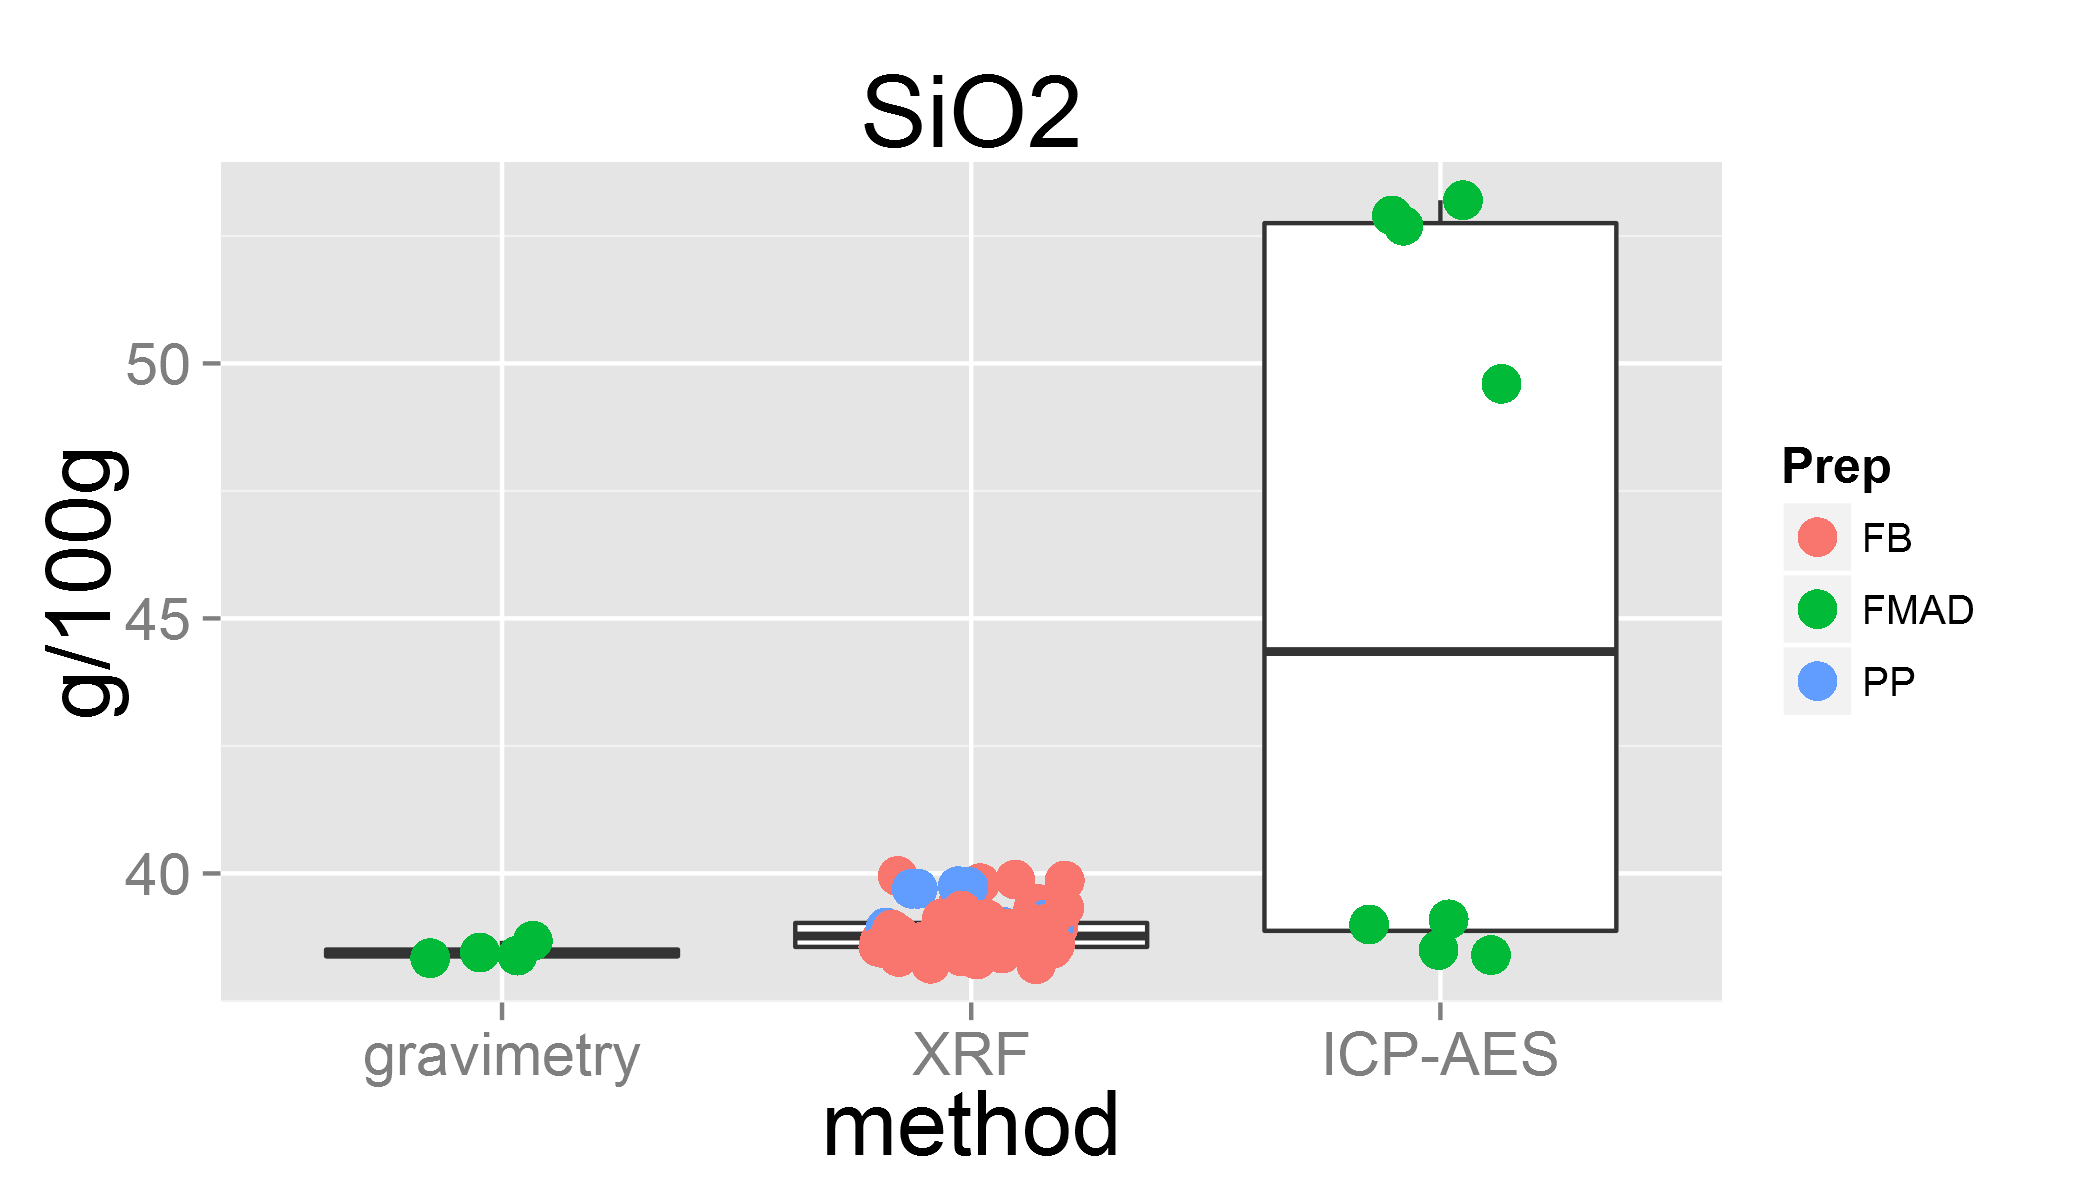 SiO2
g/100g
50
45
40
gravimetry
XRF
ICP-AES
method
Prep
FB
FMAD
PP